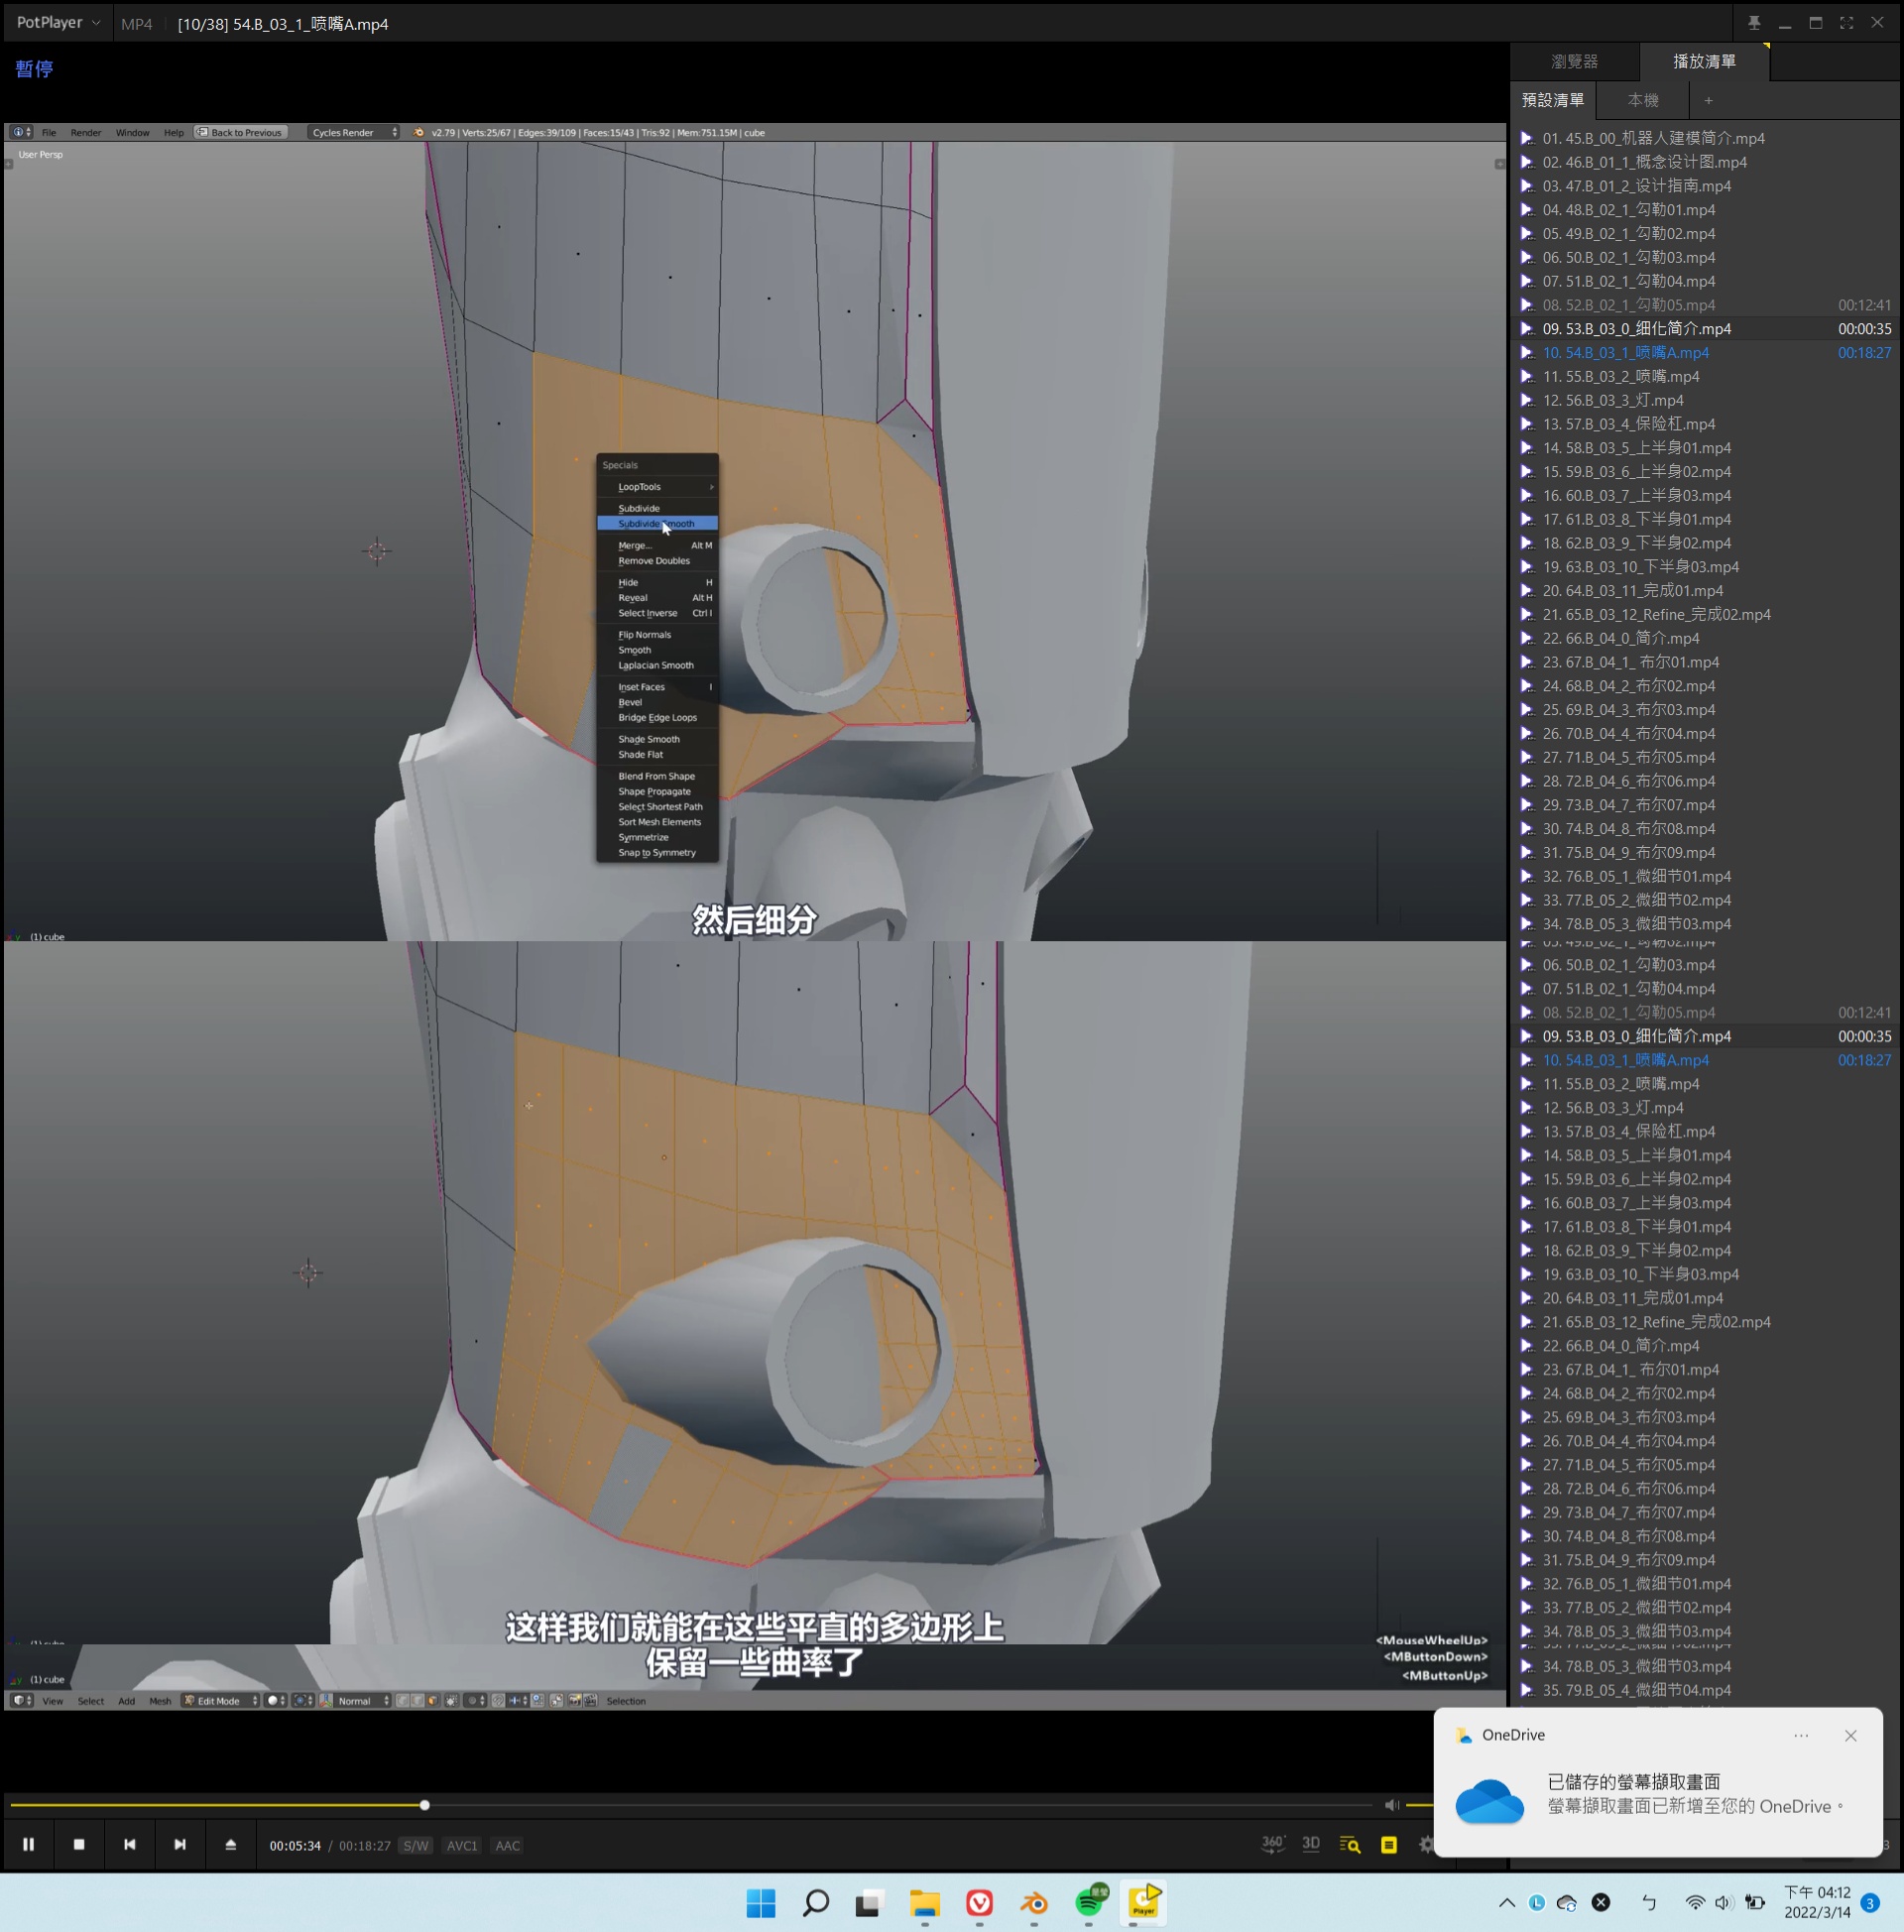 PotPlayer
MP4
[10/38] 54.B_03_1_喷嘴A.mp4
暫停
瀏覽器
播放清單
預設清單
本機
+
File
Render
Window
Help
Back to Previous
Cycles Render
v2.79 | Verts:25/67 | Edges:39/109 | Faces:15/43 | Tris:92 | Mem:751.15M | cube
User Persp
Specials
LoopTools
Subdivide
Subdivide Smooth
Merge... Alt M
Remove Doubles
Hide H
Reveal Alt H
Select Inverse Ctrl I
Flip Normals
Smooth
Laplacian Smooth
Inset Faces I
Bevel
Bridge Edge Loops
Shade Smooth
Shade Flat
Blend From Shape
Shape Propagate
Select Shortest Path
Sort Mesh Elements
Symmetrize
Snap to Symmetry
然后细分
(1) cube
这样我们就能在这些平直的多边形上
保留一些曲率了
<MouseWheelUp>
<MButtonDown>
<MButtonUp>
(1) cube
View
Select
Add
Mesh
Edit Mode
Normal
Selection
01. 45.B_00_机器人建模简介.mp4
02. 46.B_01_1_概念设计图.mp4
03. 47.B_01_2_设计指南.mp4
04. 48.B_02_1_勾勒01.mp4
05. 49.B_02_1_勾勒02.mp4
06. 50.B_02_1_勾勒03.mp4
07. 51.B_02_1_勾勒04.mp4
08. 52.B_02_1_勾勒05.mp4 00:12:41
09. 53.B_03_0_细化简介.mp4 00:00:35
10. 54.B_03_1_喷嘴A.mp4 00:18:27
11. 55.B_03_2_喷嘴.mp4
12. 56.B_03_3_灯.mp4
13. 57.B_03_4_保险杠.mp4
14. 58.B_03_5_上半身01.mp4
15. 59.B_03_6_上半身02.mp4
16. 60.B_03_7_上半身03.mp4
17. 61.B_03_8_下半身01.mp4
18. 62.B_03_9_下半身02.mp4
19. 63.B_03_10_下半身03.mp4
20. 64.B_03_11_完成01.mp4
21. 65.B_03_12_Refine_完成02.mp4
22. 66.B_04_0_简介.mp4
23. 67.B_04_1_ 布尔01.mp4
24. 68.B_04_2_布尔02.mp4
25. 69.B_04_3_布尔03.mp4
26. 70.B_04_4_布尔04.mp4
27. 71.B_04_5_布尔05.mp4
28. 72.B_04_6_布尔06.mp4
29. 73.B_04_7_布尔07.mp4
30. 74.B_04_8_布尔08.mp4
31. 75.B_04_9_布尔09.mp4
32. 76.B_05_1_微细节01.mp4
33. 77.B_05_2_微细节02.mp4
34. 78.B_05_3_微细节03.mp4
05. 49.B_02_1_勾勒02.mp4
06. 50.B_02_1_勾勒03.mp4
07. 51.B_02_1_勾勒04.mp4
08. 52.B_02_1_勾勒05.mp4 00:12:41
09. 53.B_03_0_细化简介.mp4 00:00:35
10. 54.B_03_1_喷嘴A.mp4 00:18:27
11. 55.B_03_2_喷嘴.mp4
12. 56.B_03_3_灯.mp4
13. 57.B_03_4_保险杠.mp4
14. 58.B_03_5_上半身01.mp4
15. 59.B_03_6_上半身02.mp4
16. 60.B_03_7_上半身03.mp4
17. 61.B_03_8_下半身01.mp4
18. 62.B_03_9_下半身02.mp4
19. 63.B_03_10_下半身03.mp4
20. 64.B_03_11_完成01.mp4
21. 65.B_03_12_Refine_完成02.mp4
22. 66.B_04_0_简介.mp4
23. 67.B_04_1_ 布尔01.mp4
24. 68.B_04_2_布尔02.mp4
25. 69.B_04_3_布尔03.mp4
26. 70.B_04_4_布尔04.mp4
27. 71.B_04_5_布尔05.mp4
28. 72.B_04_6_布尔06.mp4
29. 73.B_04_7_布尔07.mp4
30. 74.B_04_8_布尔08.mp4
31. 75.B_04_9_布尔09.mp4
32. 76.B_05_1_微细节01.mp4
33. 77.B_05_2_微细节02.mp4
34. 78.B_05_3_微细节03.mp4
34. 78.B_05_3_微细节03.mp4
35. 79.B_05_4_微细节04.mp4
OneDrive
已儲存的螢幕擷取畫面
螢幕擷取畫面已新增至您的 OneDrive。
00:05:34 / 00:18:27
S/W
AVC1
AAC
360°
3D
Player
下午 04:12
2022/3/14
3